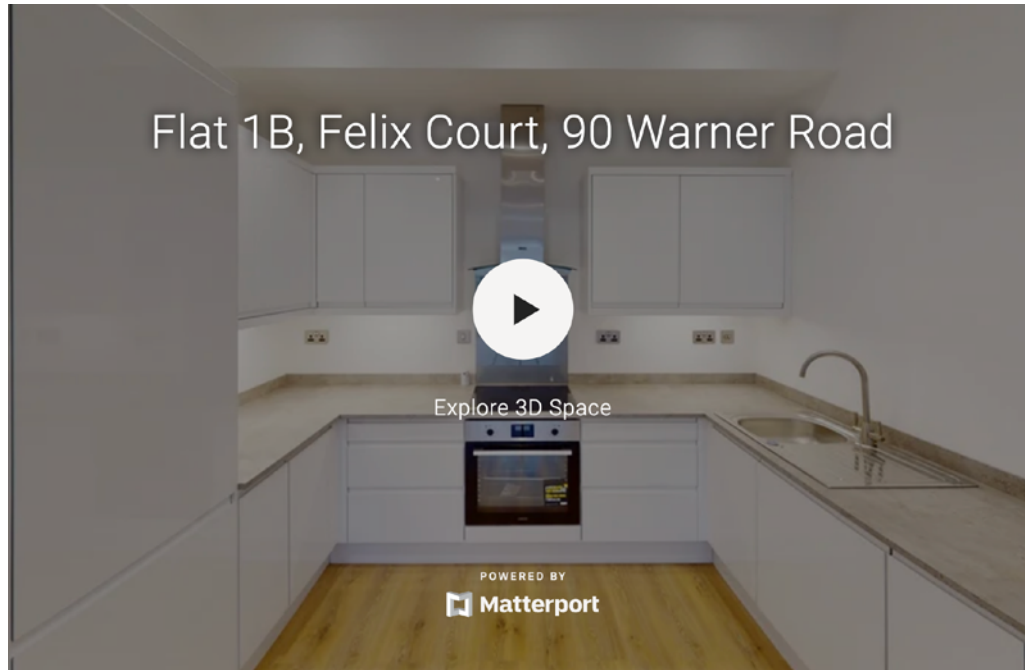 Flat 1B, Felix Court, 90 Warner Road
Explore 3D Space
POWERED BY
Matterport